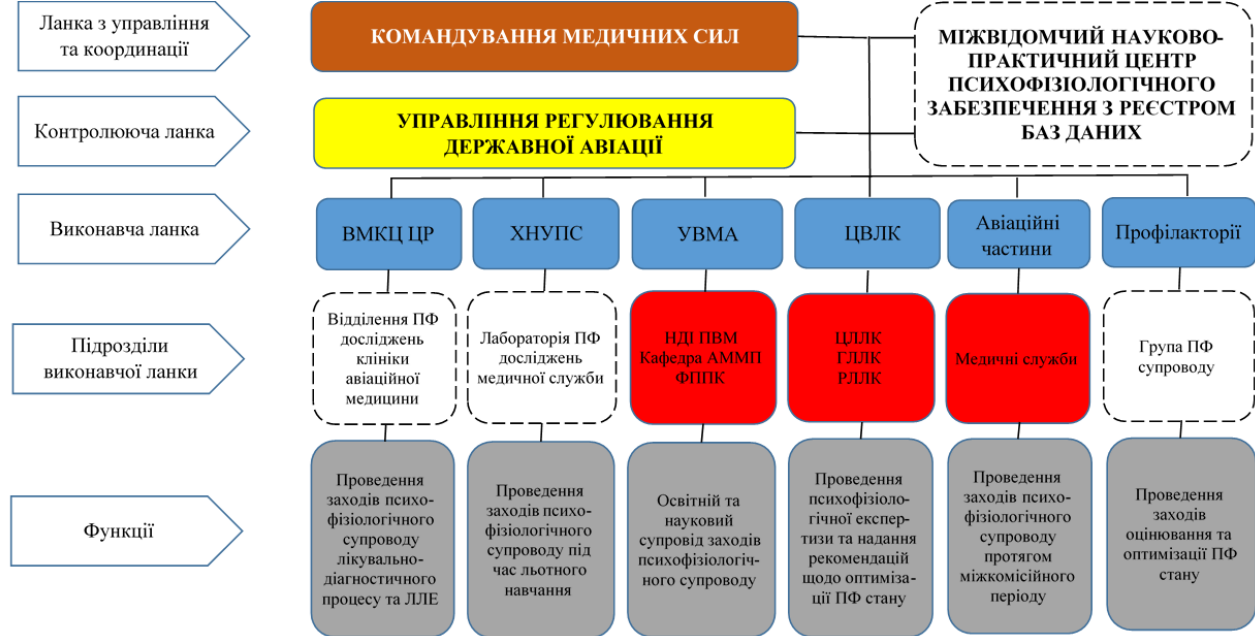 Ланка з управління
та координації
КОМАНДУВАННЯ МЕДИЧНИХ СИЛ
МІЖВІДОМЧИЙ НАУКОВО-
ПРАКТИЧНИЙ ЦЕНТР
ПСИХОФІЗІОЛОГІЧНОГО
ЗАБЕЗПЕЧЕННЯ З РЕЄСТРОМ
БАЗ ДАНИХ
Контролююча ланка
УПРАВЛІННЯ РЕГУЛЮВАННЯ
ДЕРЖАВНОЇ АВІАЦІЇ
Виконавча ланка
ВМКЦ ЦР
ХНУПС
УВМА
ЦВЛК
Авіаційні
частини
Профілакторії
Підрозділи
виконавчої ланки
Відділення ПФ
досліджень
клініки
авіаційної
медицини
Лабораторія ПФ
досліджень
медичної служби
НДІ ПВМ
Кафедра АММП
ФППК
ЦЛЛК
ГЛЛК
РЛЛК
Медичні служби
Група ПФ
супроводу
Функції
Проведення
заходів психо-
фізіологічного
супроводу
лікувально-
діагностичного
процесу та ЛЛЕ
Проведення
заходів психо-
фізіологічного
супроводу під
час льотного
навчання
Освітній та
науковий
супровід заходів
психофізіологіч-
ного супроводу
Проведення
психофізіоло-
гічної експер-
тизи та надання
рекомендацій
щодо оптиміза-
ції ПФ стану
Проведення
заходів психо-
фізіологічного
супроводу
протягом
міжкомісійного
періоду
Проведення
заходів
оцінювання та
оптимізації ПФ
стану